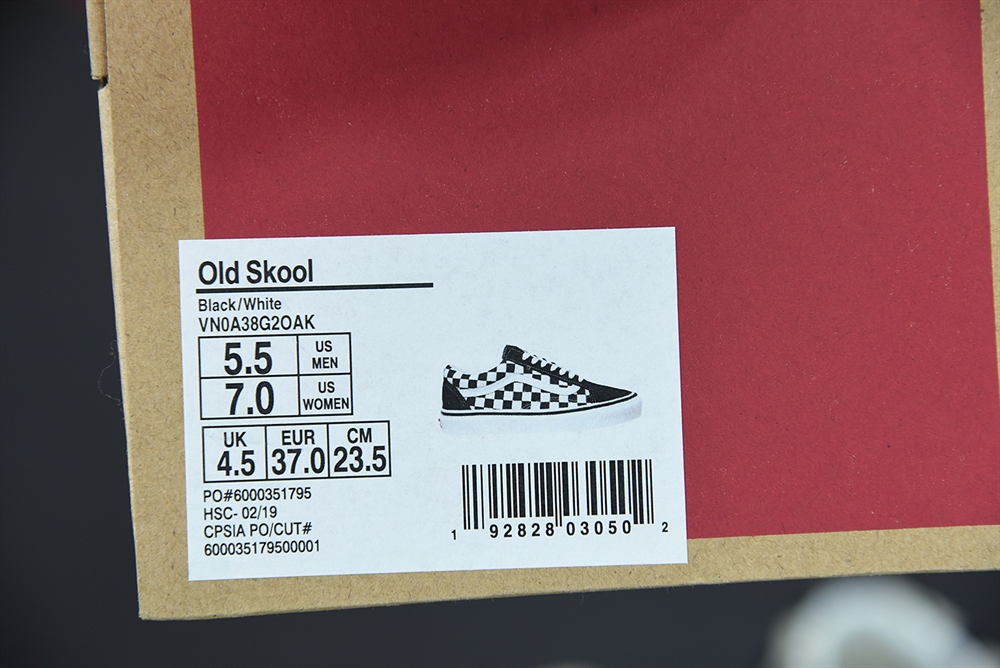 Old Skool
Black/White
VN0A38G2OAK
5.5 US MEN
7.0 US WOMEN
UK EUR CM
4.5 37.0 23.5
PO#6000351795
HSC- 02/19
CPSIA PO/CUT#
600035179500001
1 92828 03050 2